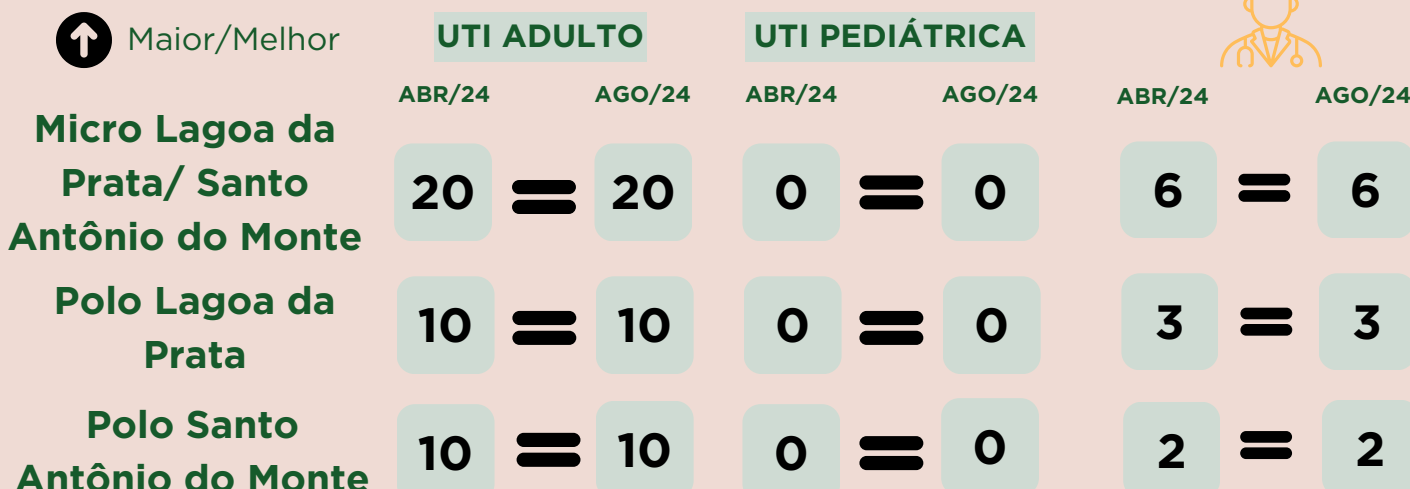 Maior/Melhor
UTI ADULTO
UTI PEDIÁTRICA
ABR/24 AGO/24 ABR/24 AGO/24 ABR/24 AGO/24
Micro Lagoa da
Prata/ Santo
Antônio do Monte
20 = 20 0 = 0 6 = 6
Polo Lagoa da
Prata
10 = 10 0 = 0 3 = 3
Polo Santo
Antônio do Monte
10 = 10 0 = 0 2 = 2